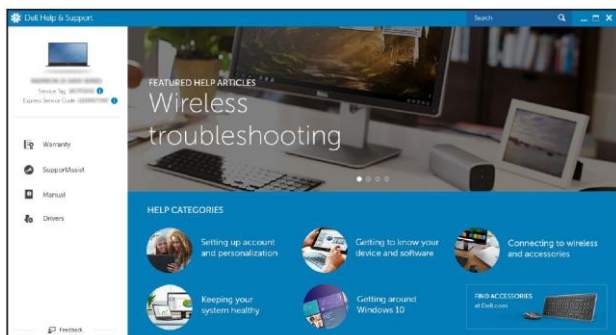 Dell Help & Support
Search
Service Tag:
Express Service Code:
Warranty
SupportAssist
Manual
Drivers
Feedback
FEATURED HELP ARTICLES
Wireless
troubleshooting
HELP CATEGORIES
Setting up account
and personalization
Getting to know your
device and software
Connecting to wireless
and accessories
Keeping your
system healthy
Getting around
Windows 10
FIND ACCESSORIES
at Dell.com